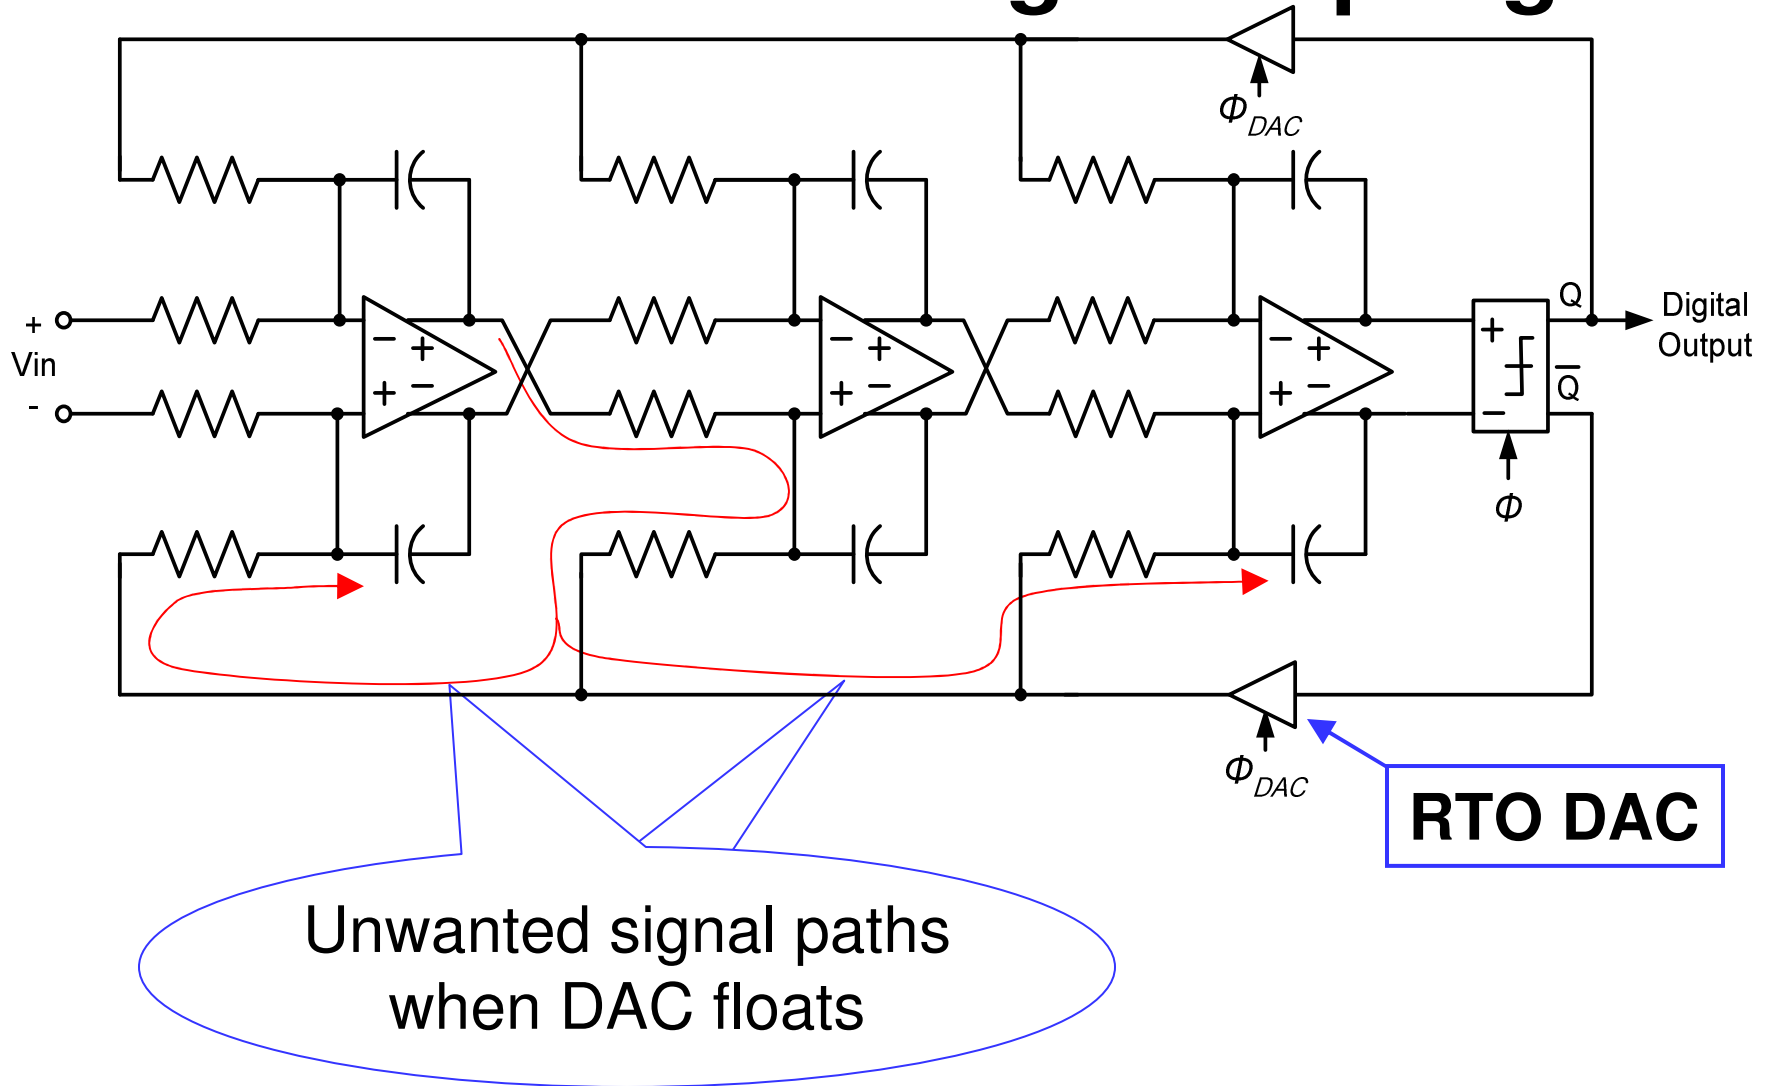 Φ DAC
+
Vin
-
− +
+ −
− +
+ −
− +
+ −
+
−
Q
Q̅
Digital
Output
Φ
Φ DAC
RTO DAC
Unwanted signal paths
when DAC floats